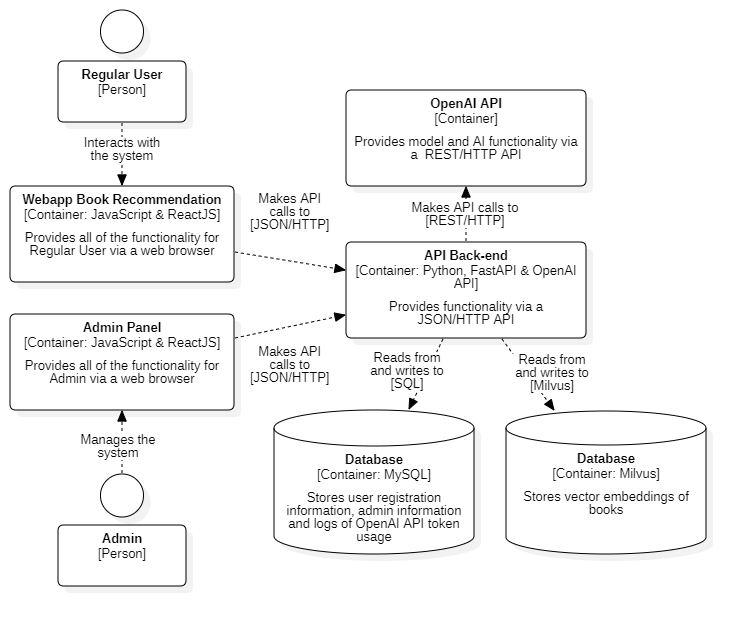 Regular User
[Person]
Interacts with
the system
Webapp Book Recommendation
[Container: JavaScript & ReactJS]
Provides all of the functionality for
Regular User via a web browser
Makes API
calls to
[JSON/HTTP]
OpenAI API
[Container]
Provides model and AI functionality via
a REST/HTTP API
Makes API calls to
[REST/HTTP]
API Back-end
[Container: Python, FastAPI & OpenAI
API]
Provides functionality via a
JSON/HTTP API
Admin Panel
[Container: JavaScript & ReactJS]
Provides all of the functionality for
Admin via a web browser
Makes API
calls to
[JSON/HTTP]
Manages the
system
Admin
[Person]
Reads from
and writes to
[SQL]
Reads from
and writes to
[Milvus]
Database
[Container: MySQL]
Stores user registration
information, admin information
and logs of OpenAI API token
usage
Database
[Container: Milvus]
Stores vector embeddings of
books